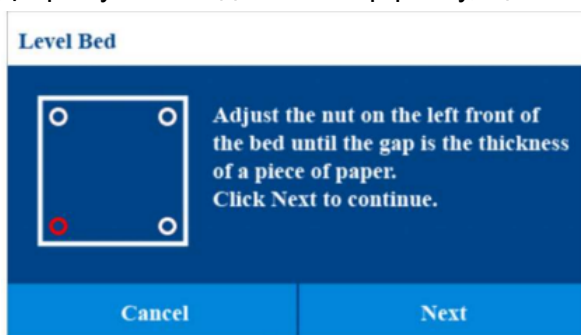 Level Bed
Adjust the nut on the left front of
the bed until the gap is the thickness
of a piece of paper.
Click Next to continue.
Cancel
Next